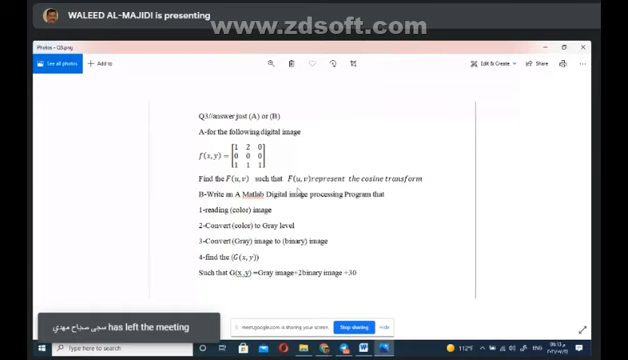 WALEED AL-MAJIDI is presenting
www.zdsoft.com
Photos - Q3.png
See all photos + Add to
Edit & Create Share
Q3//answer just (A) or (B)
A-for the following digital image
f(x,y) = [1 2 0
0 0 0
1 1 1]
Find the F(u,v) such that F(u,v)represent the cosine transform
B-Write an A Matlab Digital image processing Program that
1-reading (color) image
2-Convert (color) to Gray level
3-Convert (Gray) image to (binary) image
4-find the (G(x,y))
Such that G(x,y) =Gray image+2binary image +30
سجى صجاح مهدي has left the meeting
meet.google.com is sharing your screen. Stop sharing Hide
Type here to search
112°F ENG